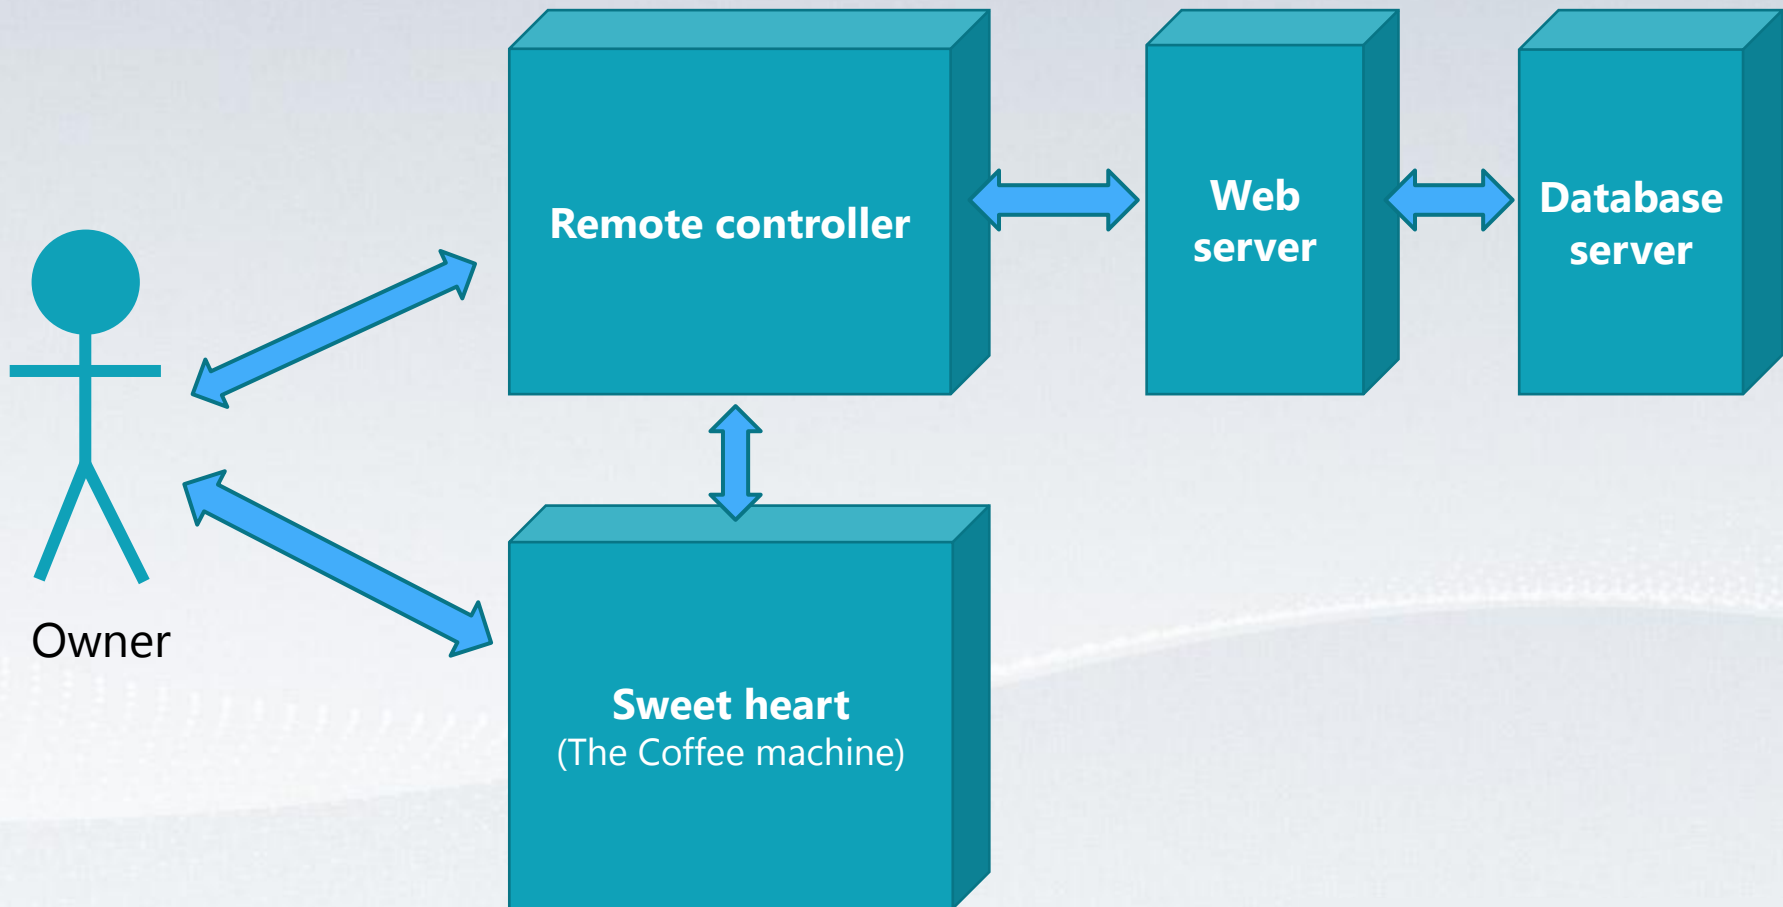 Remote controller
Web
server
Database
server
Owner
Sweet heart
(The Coffee machine)